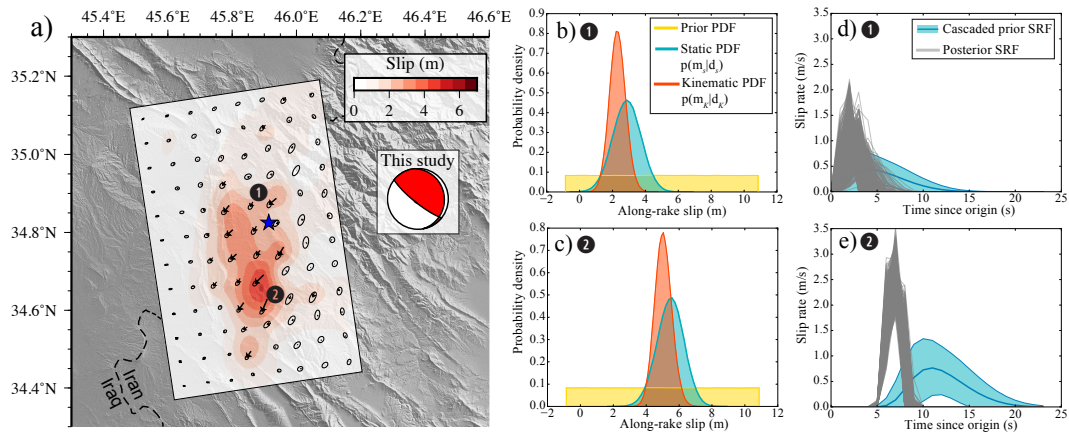 a)
45.4°E 45.6°E 45.8°E 46.0°E 46.2°E 46.4°E 46.6°E
35.2°N
35.0°N
34.8°N
34.6°N
34.4°N
Slip (m)
0 2 4 6
This study
1
2
Iran
Iraq
b) 1
Probability density
0.0 0.1 0.2 0.3 0.4 0.5 0.6 0.7 0.8 0.9
−2 0 2 4 6 8 10 12
Along-rake slip (m)
Prior PDF
Static PDF
p(mₛ|dₛ)
Kinematic PDF
p(m_K|d_K)
c) 2
Probability density
0.0 0.1 0.2 0.3 0.4 0.5 0.6 0.7 0.8
−2 0 2 4 6 8 10 12
Along-rake slip (m)
d) 1
Slip rate (m/s)
0.0 0.5 1.0 1.5 2.0 2.5 3.0 3.5
0 5 10 15 20 25
Time since origin (s)
Cascaded prior SRF
Posterior SRF
e) 2
Slip rate (m/s)
0.0 0.5 1.0 1.5 2.0 2.5 3.0 3.5
0 5 10 15 20 25
Time since origin (s)